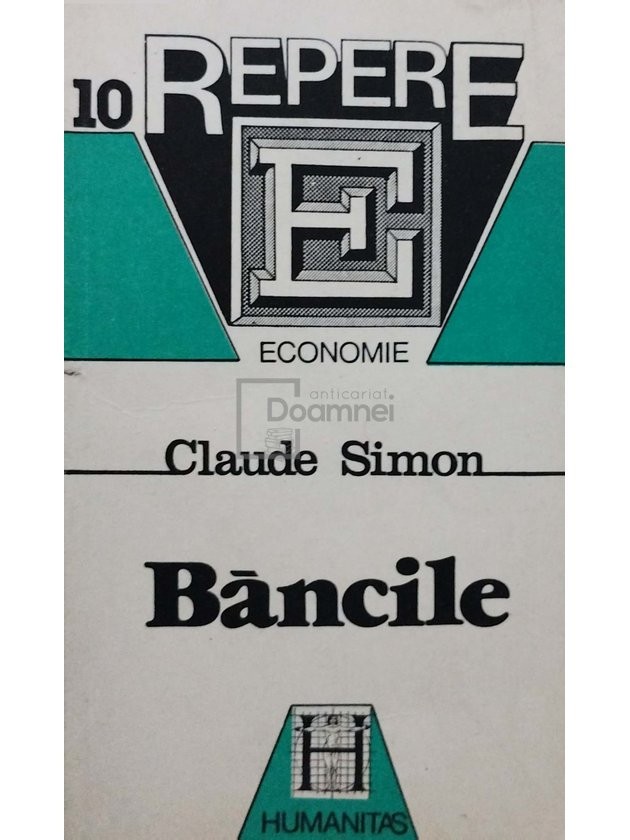 10 REPERE
E
ECONOMIE
anticariat
Doamnei
Claude Simon
Băncile
H
HUMANITAS